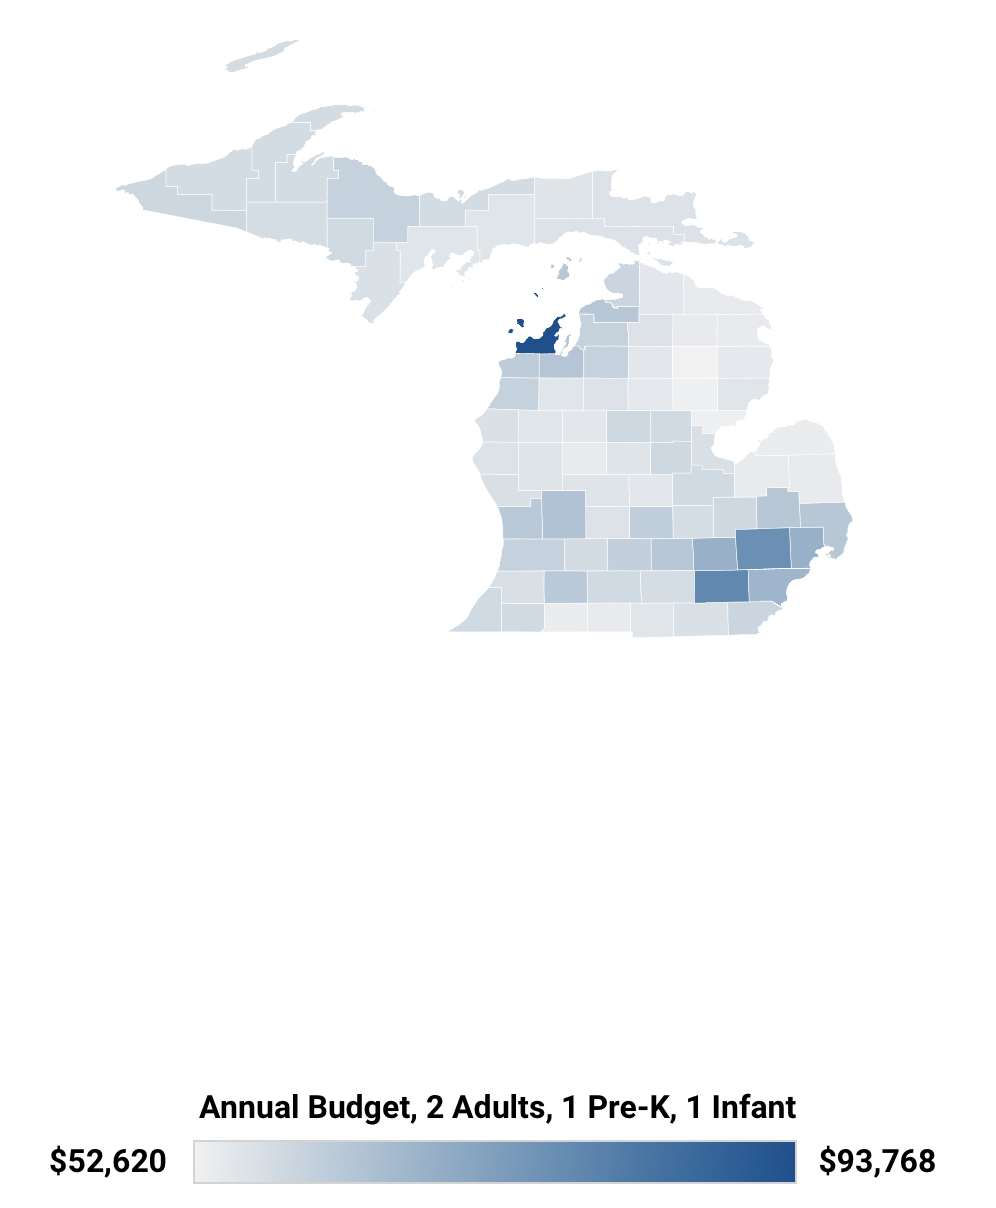 Annual Budget, 2 Adults, 1 Pre-K, 1 Infant
$52,620 $93,768